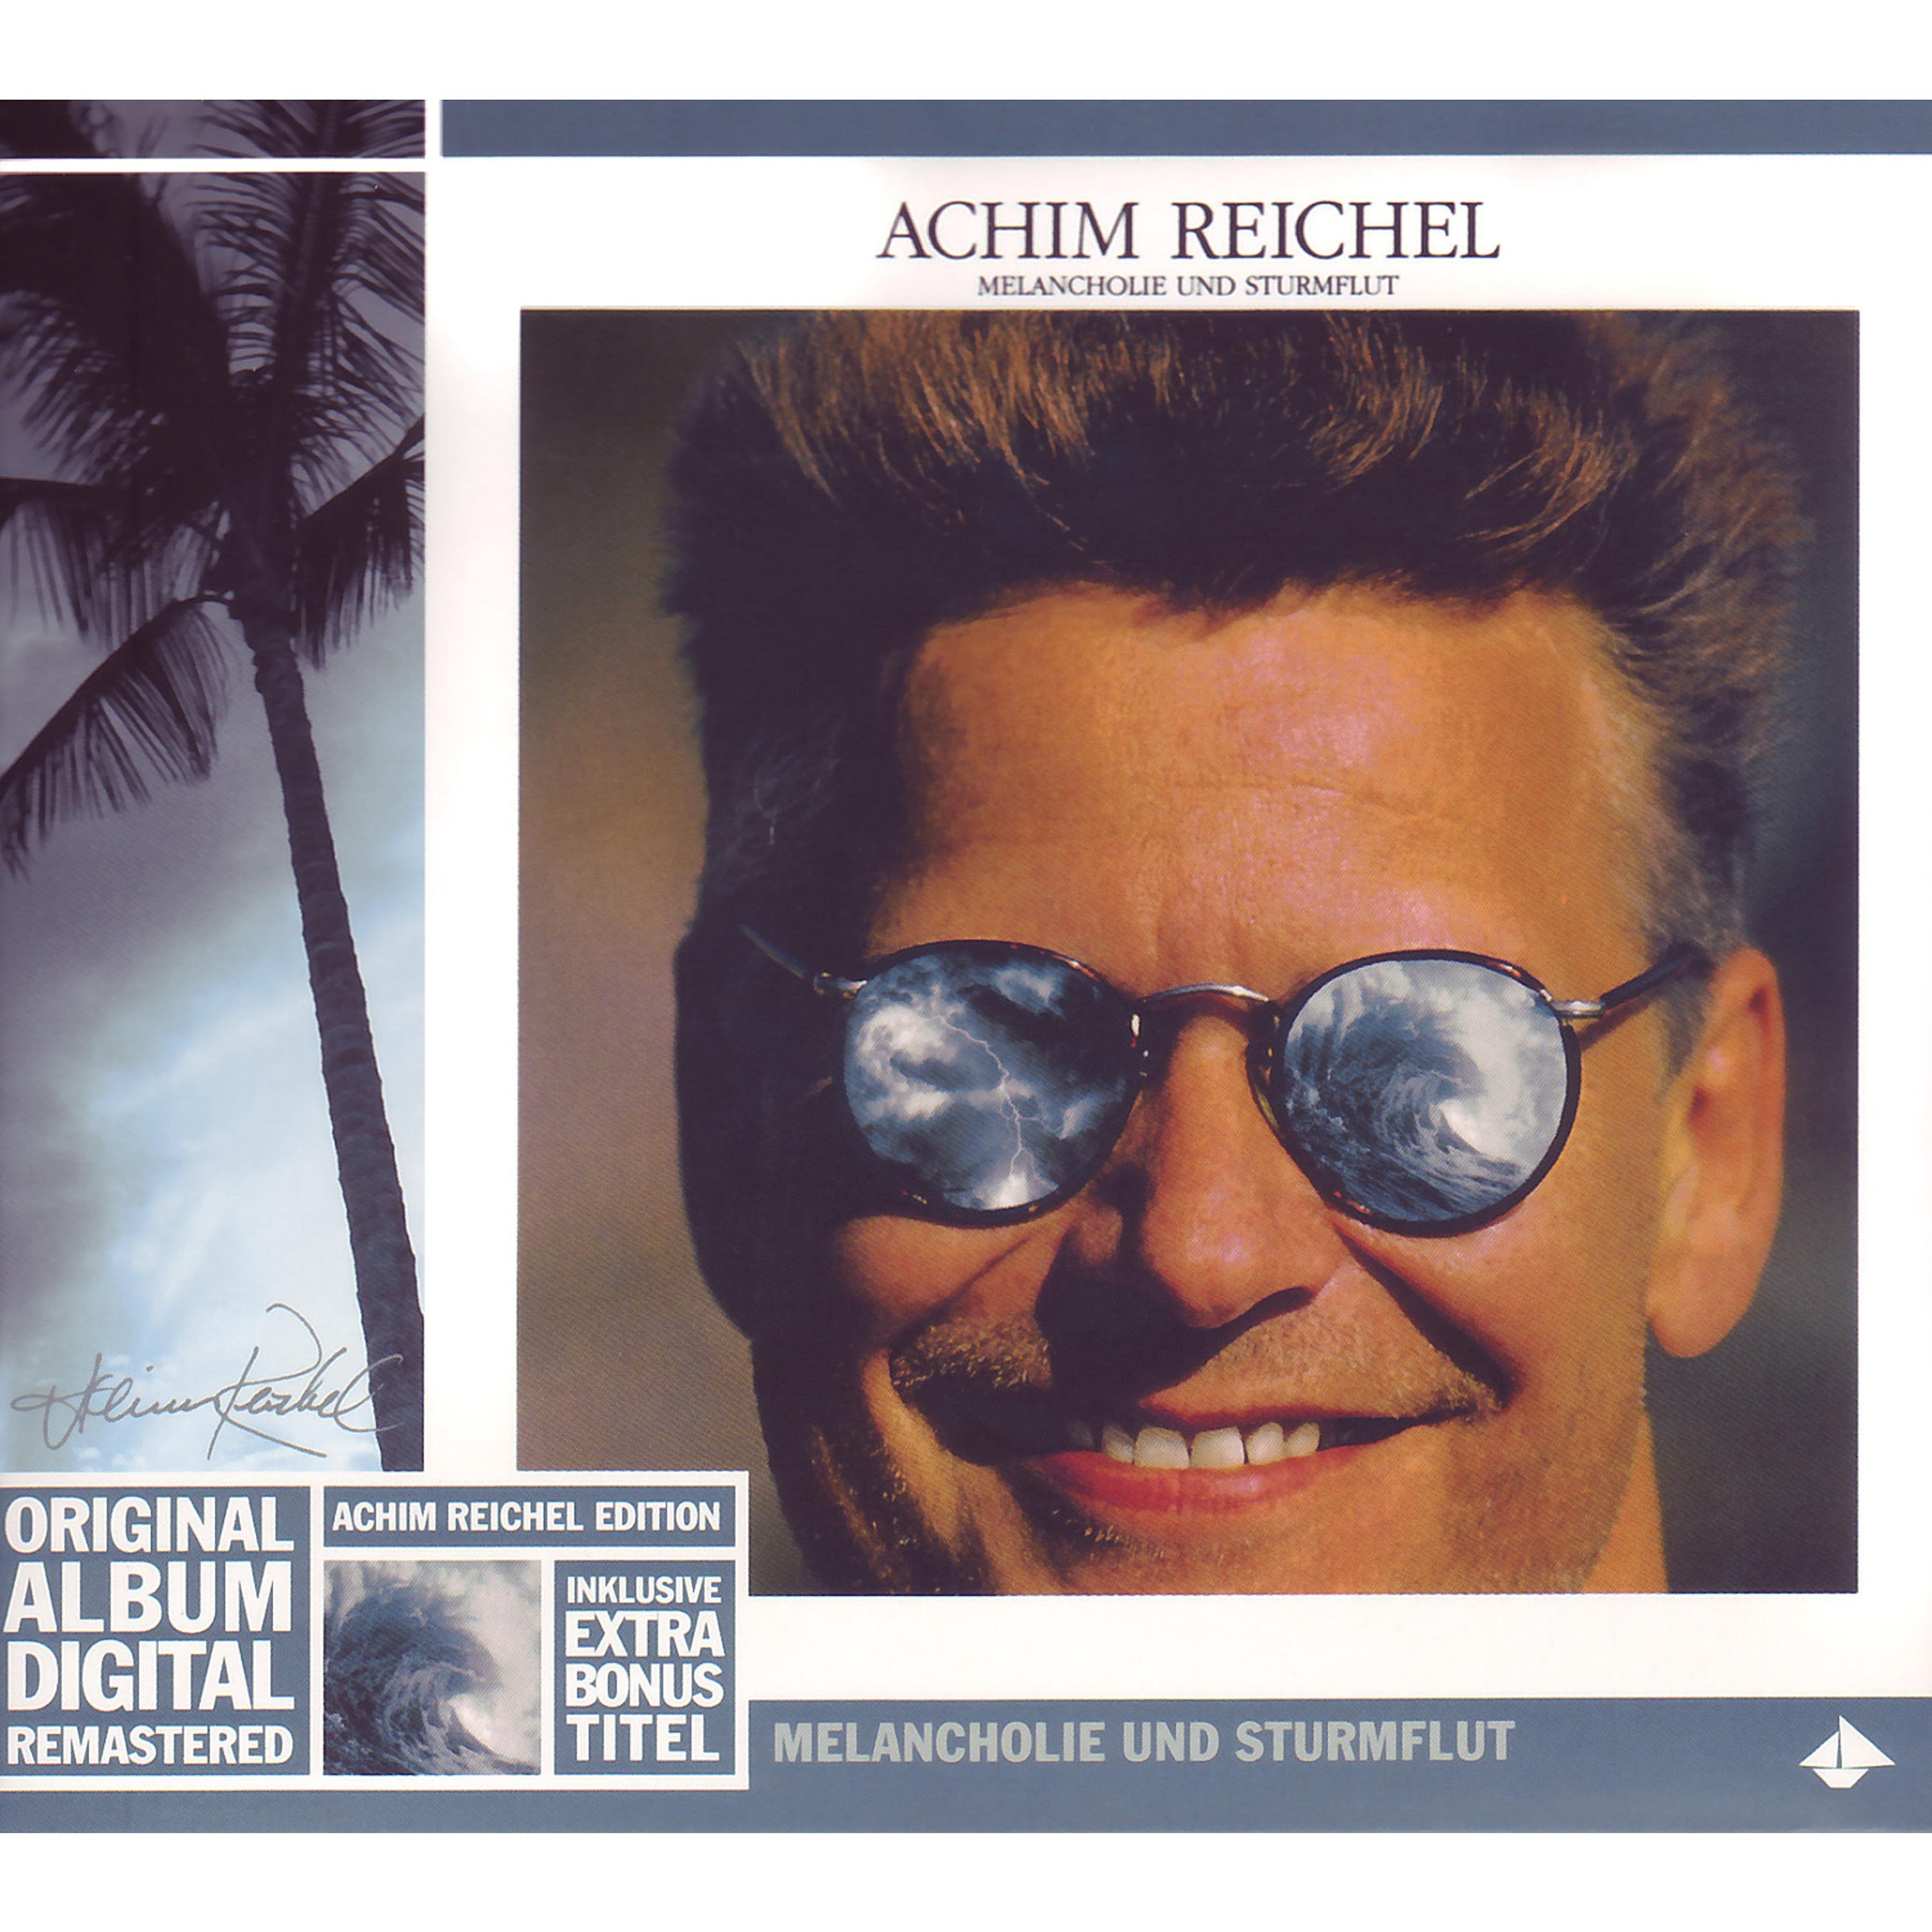 ACHIM REICHEL
MELANCHOLIE UND STURMFLUT
Achim Reichel
ORIGINAL
ALBUM
DIGITAL
REMASTERED
ACHIM REICHEL EDITION
INKLUSIVE
EXTRA
BONUS
TITEL
MELANCHOLIE UND STURMFLUT